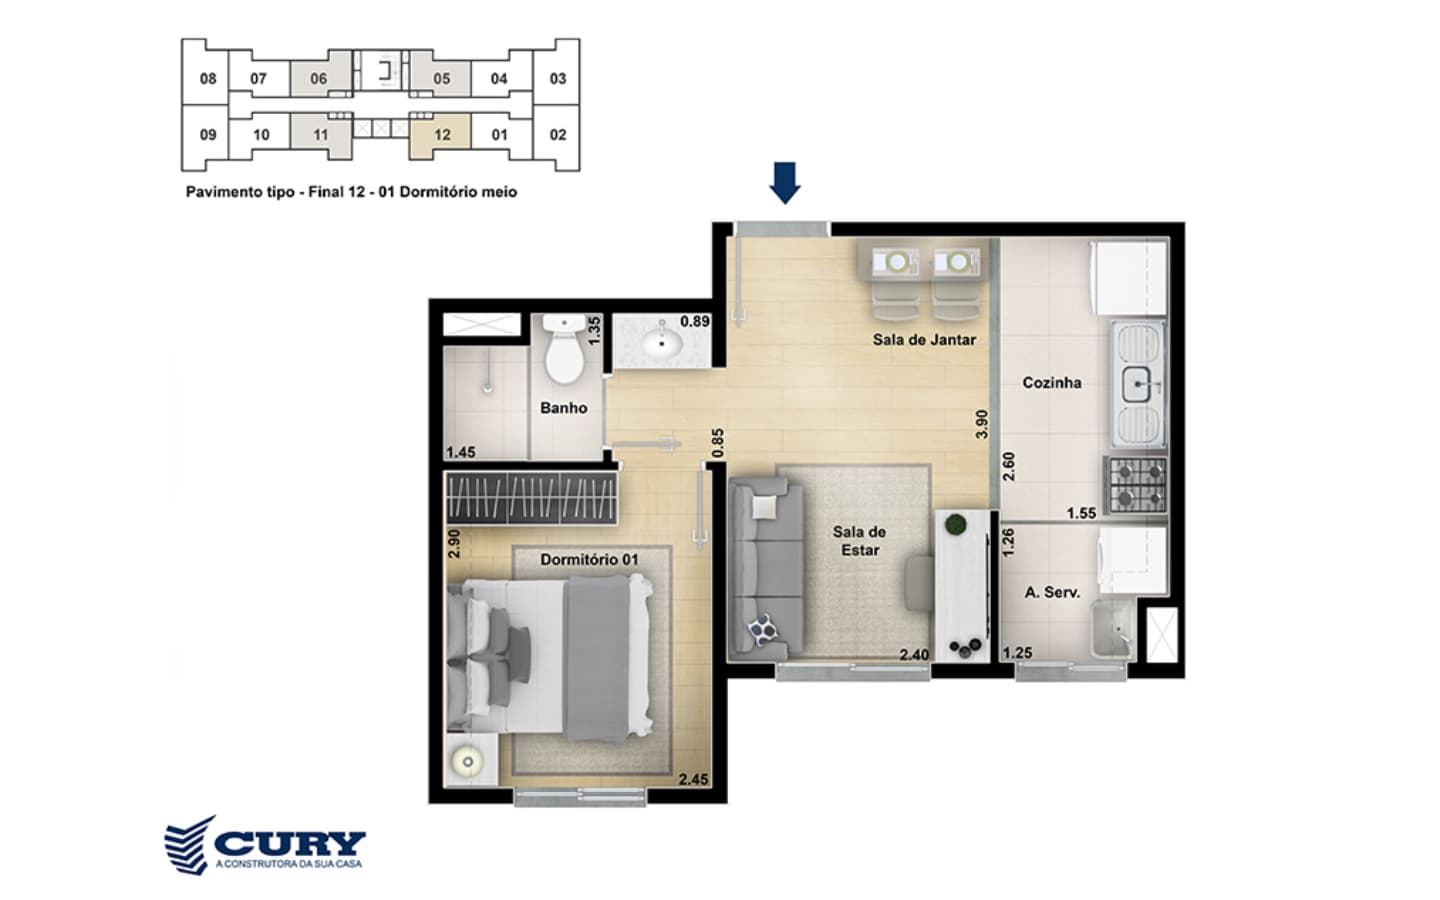 08 07 06 05 04 03
09 10 11 12 01 02
Pavimento tipo - Final 12 - 01 Dormitório meio
1.35
0.89
Sala de Jantar
Cozinha
Banho
3.90
0.85
1.45
2.60
1.55
2.90
Sala de
Estar
1.26
Dormitório 01
A. Serv.
2.40
1.25
2.45
CURY
A CONSTRUTORA DA SUA CASA